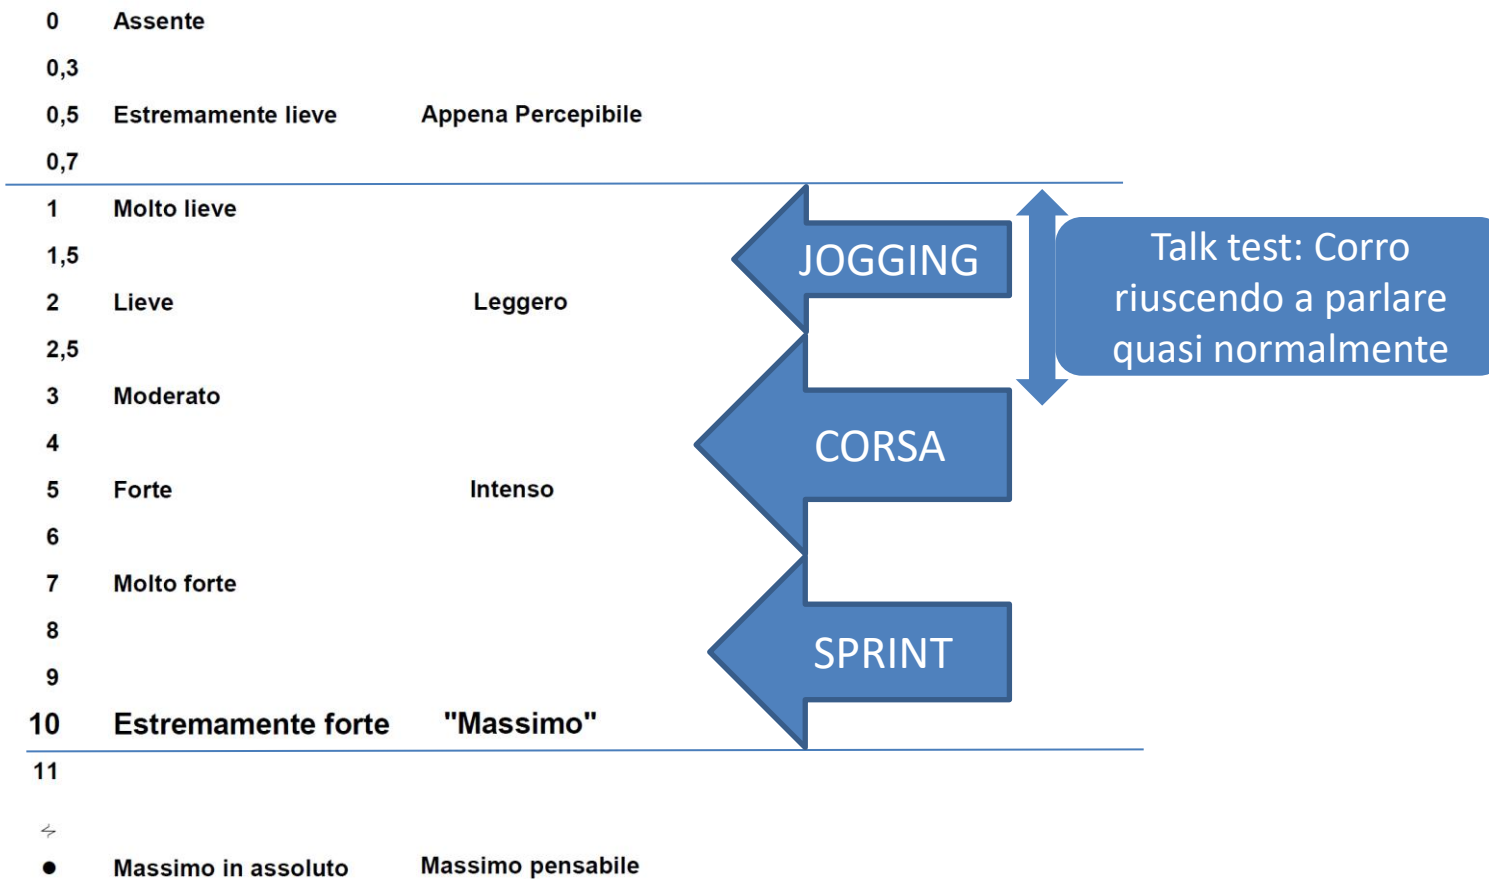 0 Assente
0,3
0,5 Estremamente lieve Appena Percepibile
0,7
1 Molto lieve
1,5
2 Lieve Leggero
2,5
3 Moderato
4
5 Forte Intenso
6
7 Molto forte
8
9
10 Estremamente forte "Massimo"
11
● Massimo in assoluto Massimo pensabile
JOGGING
CORSA
SPRINT
Talk test: Corro
riuscendo a parlare
quasi normalmente